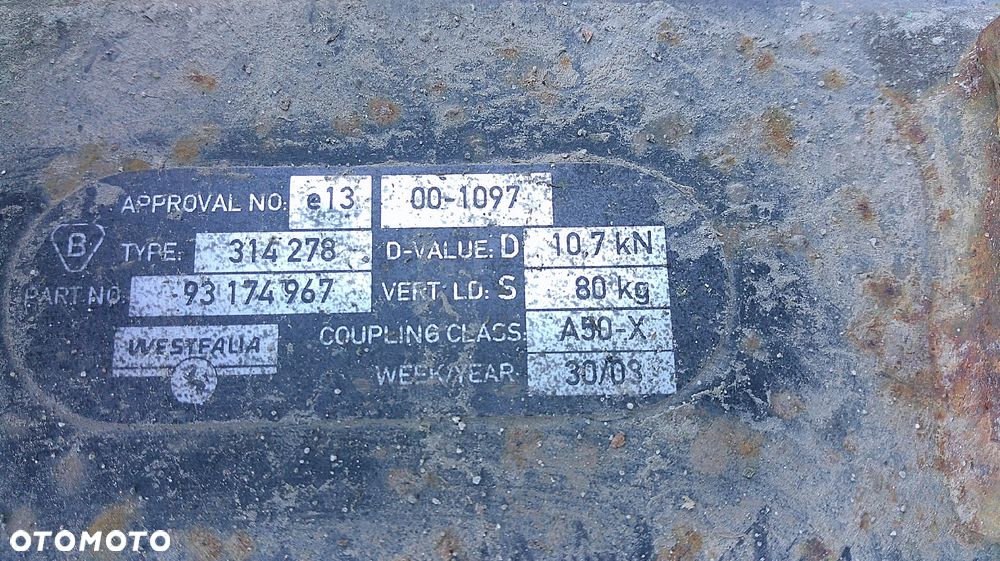 APPROVAL NO: e13 00-1097
B TYPE: 314 278 D-VALUE: D 10,7 kN
PART NO: 93 174 967 VERT. LD: S 80 kg
COUPLING CLASS: A50-X
WESTFALIA
WEEK/YEAR: 30/03
OTOMOTO